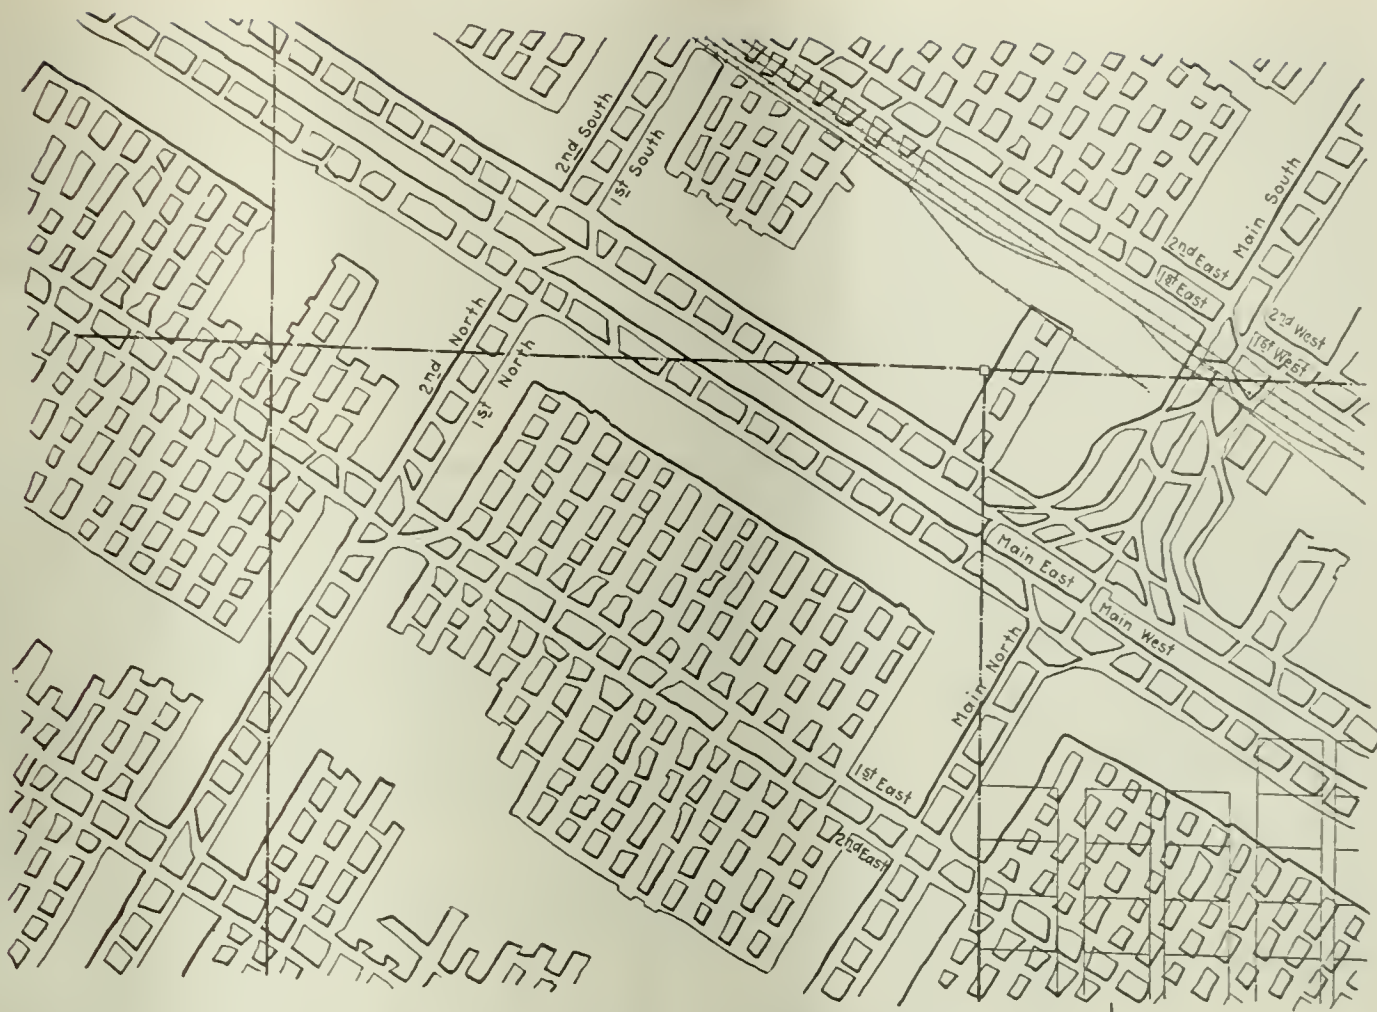 2nd South
1st South
Main South
2nd East
1st East
2nd West
1st West
2nd North
1st North
Main East
Main West
Main North
1st East
2nd East